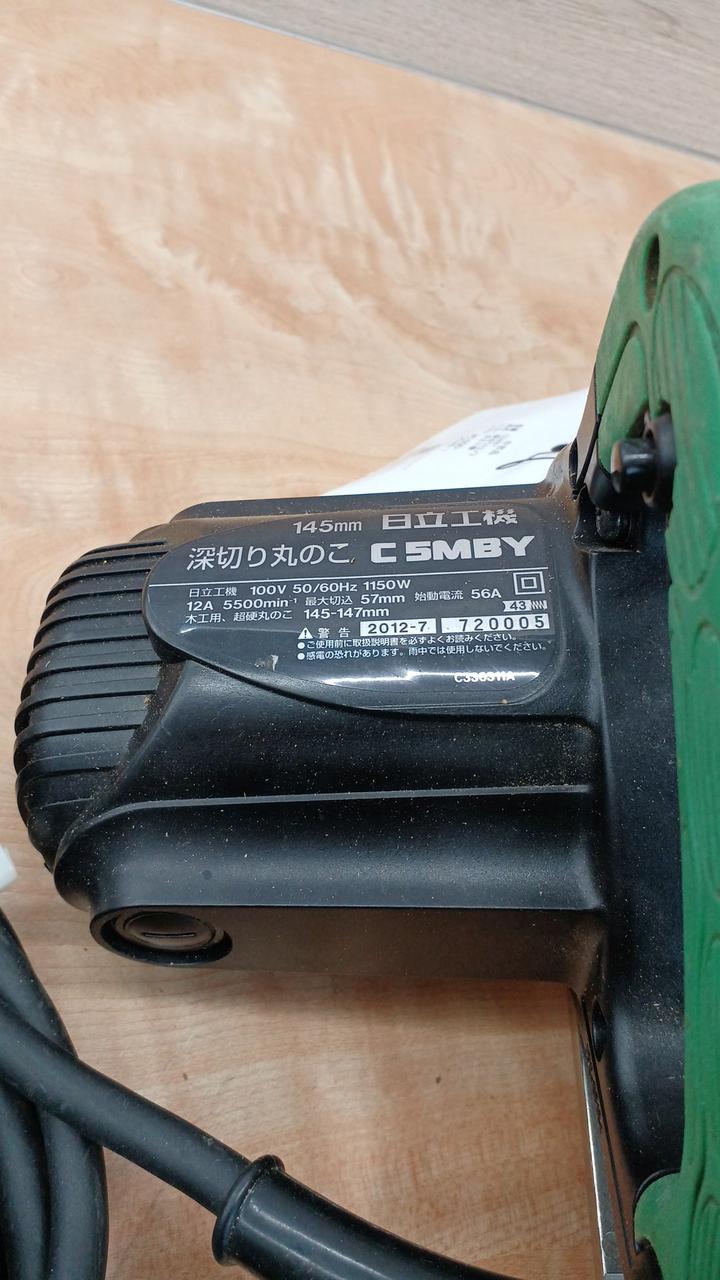 145mm 日立工機
深切り丸のこ C 5MBY
日立工機 100V 50/60Hz 1150W
12A 5500min⁻¹ 最大切込 57mm 始動電流 56A
木工用、超硬丸のこ 145-147mm 43
警告 2012-7 720005
●ご使用前に取扱説明書を必ずよくお読みください。
●感電の恐れがあります。雨中では使用しないでください。